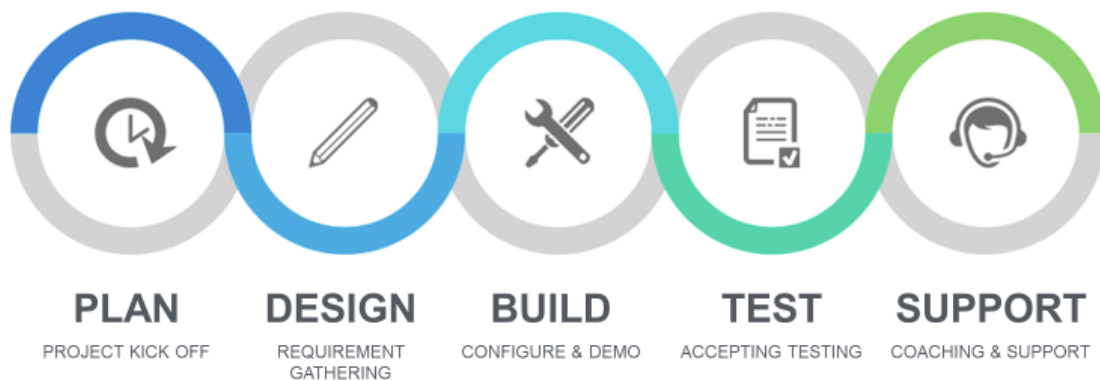 PLAN
PROJECT KICK OFF
DESIGN
REQUIREMENT
GATHERING
BUILD
CONFIGURE & DEMO
TEST
ACCEPTING TESTING
SUPPORT
COACHING & SUPPORT